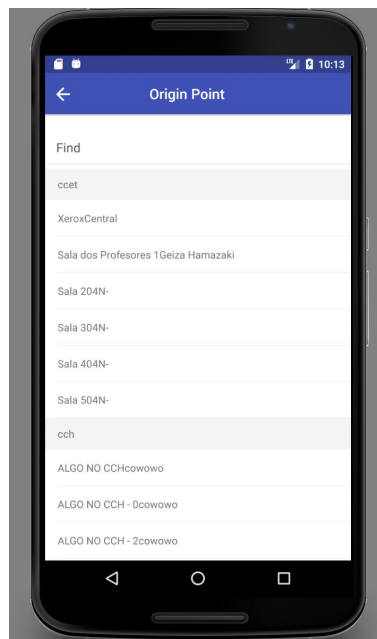 LTE 10:13
Origin Point
Find
ccet
XeroxCentral
Sala dos Profesores 1Geiza Hamazaki
Sala 204N-
Sala 304N-
Sala 404N-
Sala 504N-
cch
ALGO NO CCHcowowo
ALGO NO CCH - 0cowowo
ALGO NO CCH - 2cowowo